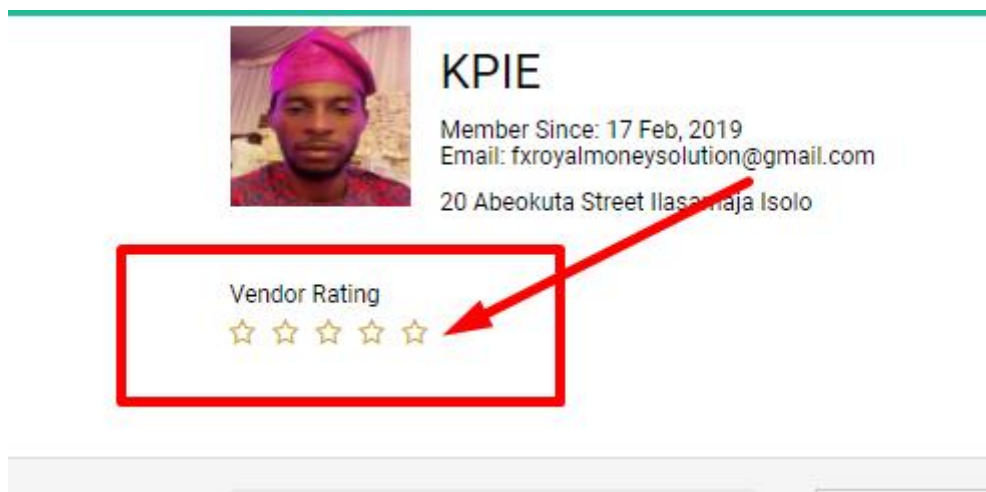 KPIE
Member Since: 17 Feb, 2019
Email: fxroyalmoneysolution@gmail.com
20 Abeokuta Street Ilasamaja Isolo
Vendor Rating